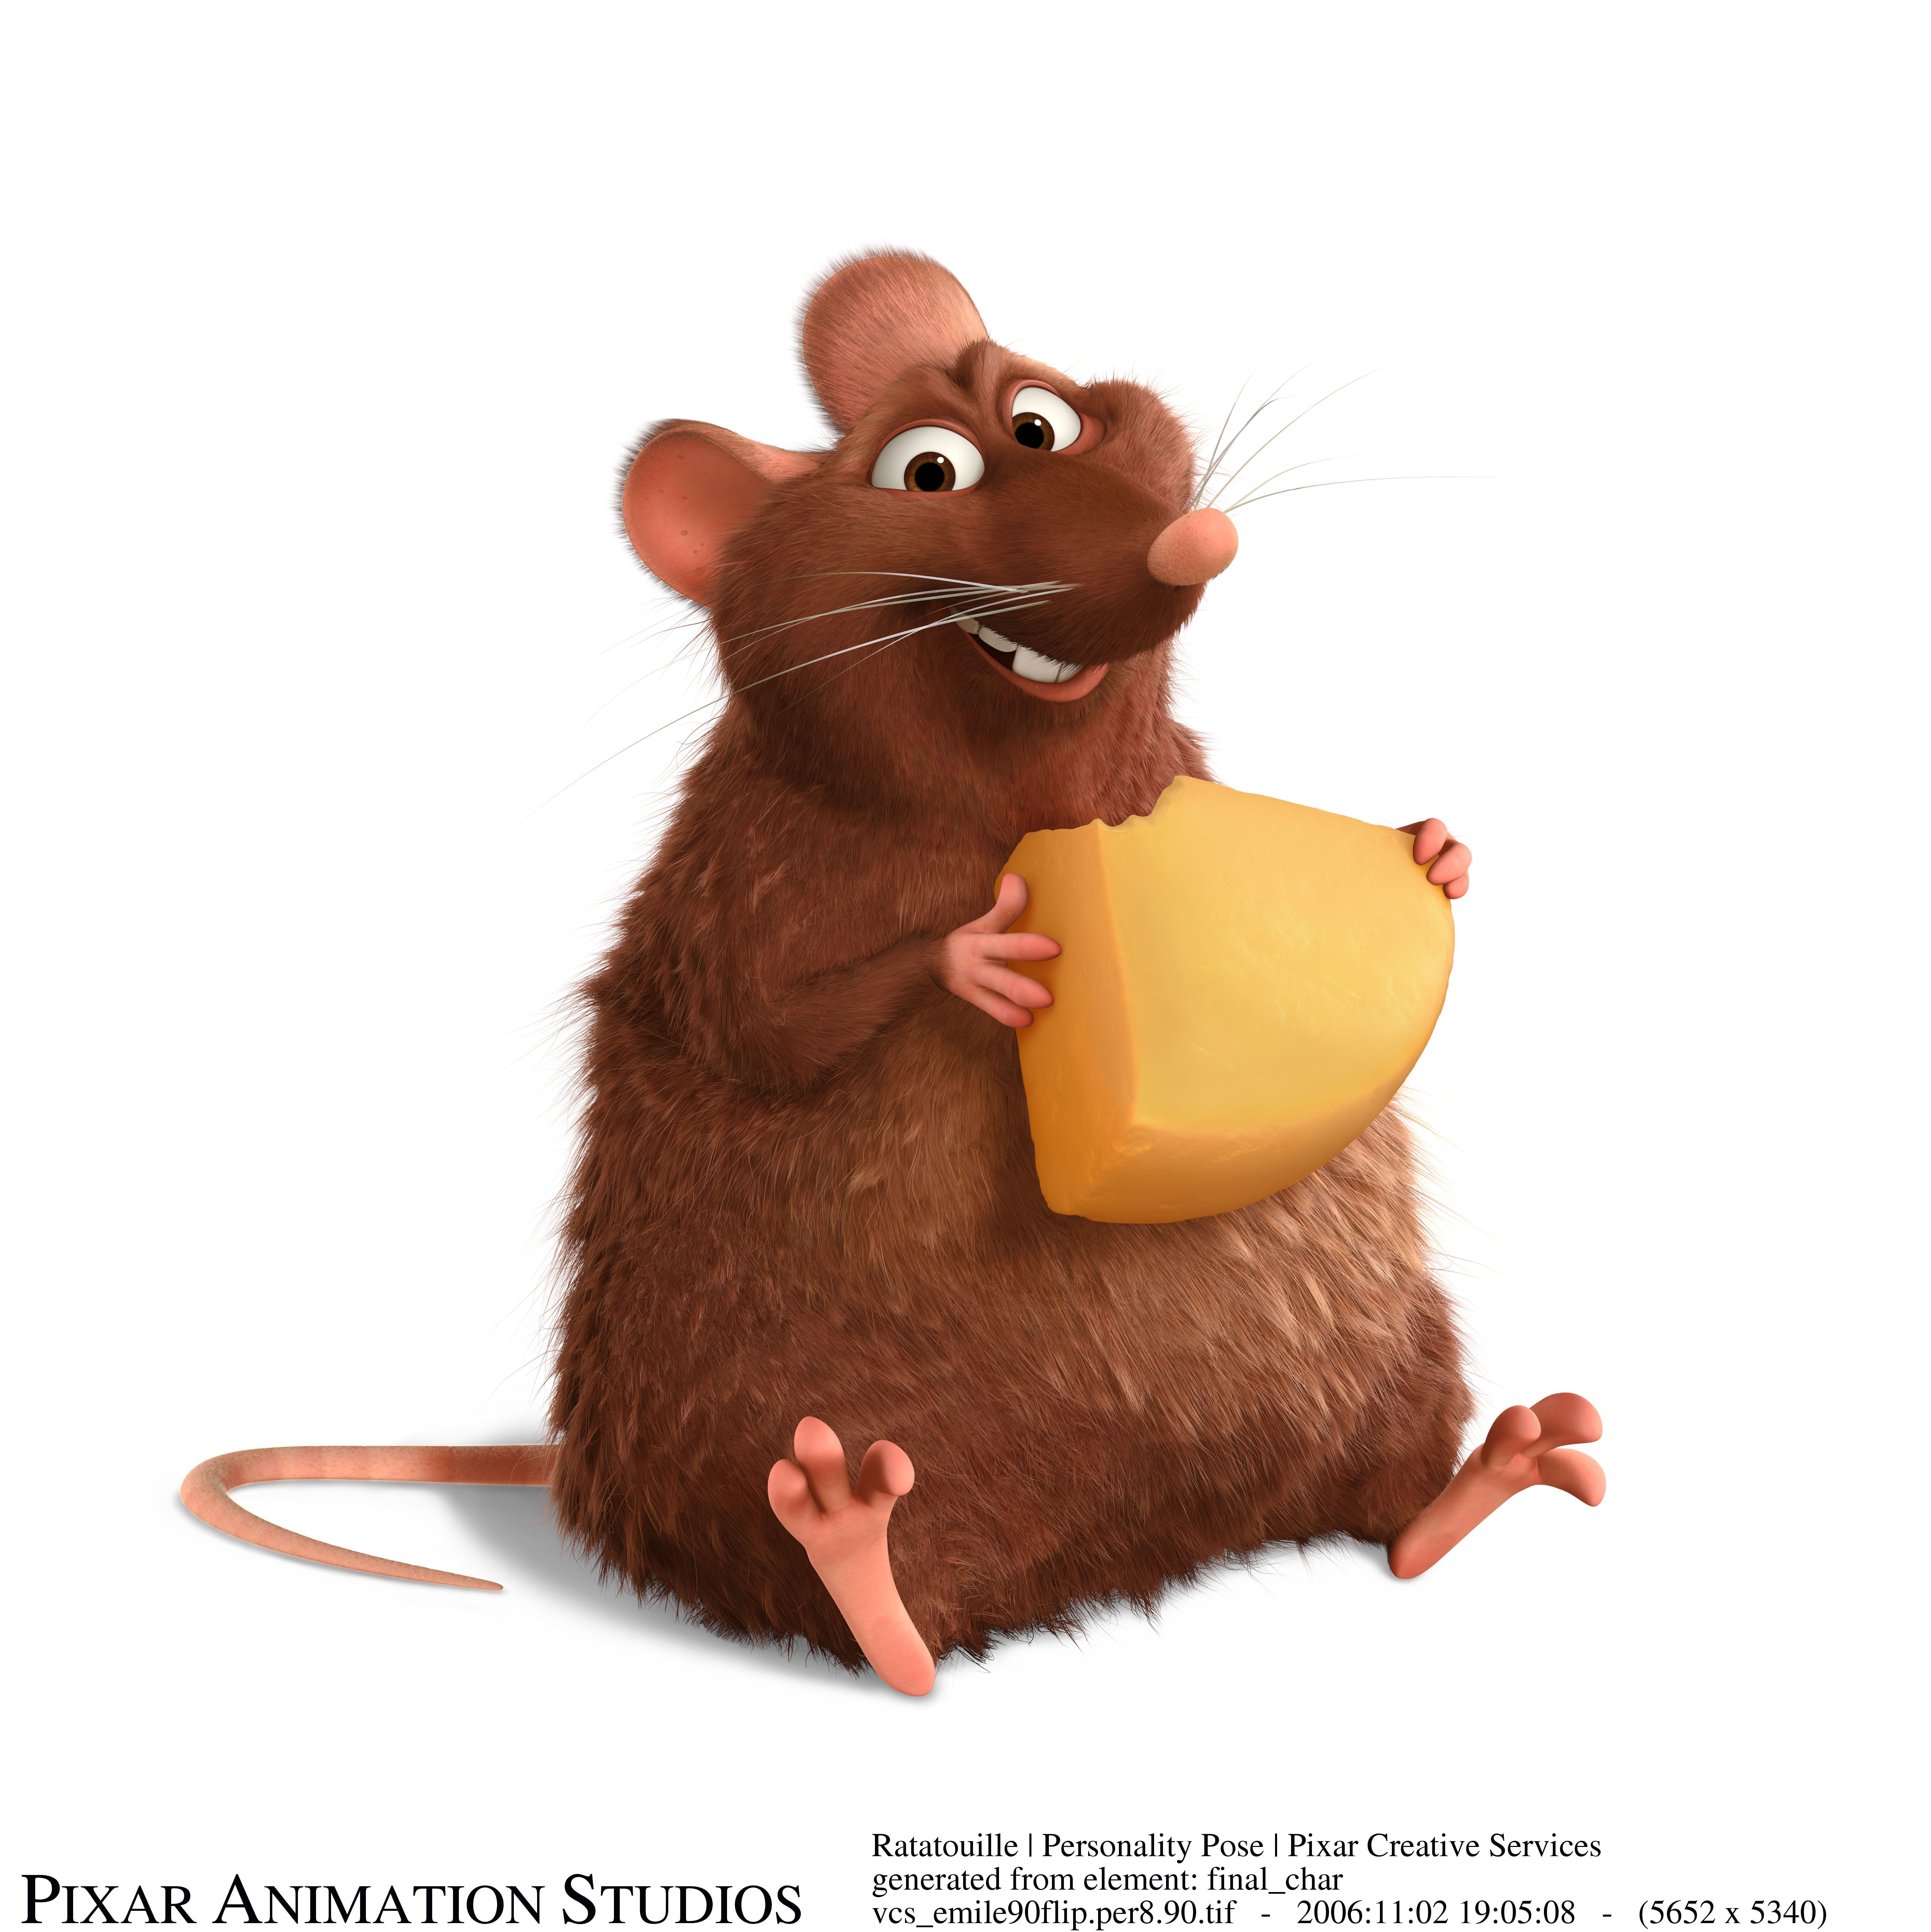 Ratatouille | Personality Pose | Pixar Creative Services
generated from element: final_char
PIXAR ANIMATION STUDIOS
vcs_emile90flip.per8.90.tif - 2006:11:02 19:05:08 - (5652 x 5340)